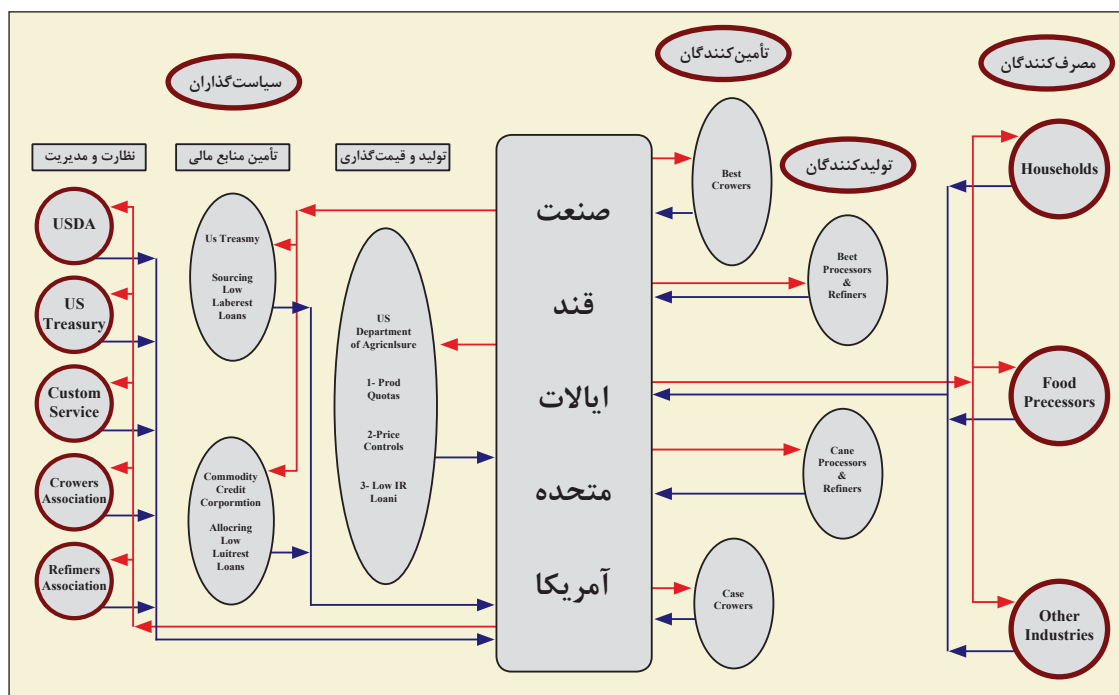 سیاست‌گذاران
تأمین‌کنندگان
مصرف‌کنندگان
تولیدکنندگان
نظارت و مدیریت
تأمین منابع مالی
تولید و قیمت‌گذاری
USDA
US
Treasury
Custom
Service
Crowers
Association
Refimers
Association
Us Treasmy
Sourcing
Low
Laberest
Loans
Commodity
Credit
Corpormtion
Allocring
Low
Luitrest
Loans
US
Department
of Agricnlsure
1- Prod
Quotas
2-Price
Controls
3- Low IR
Loani
صنعت
قند
ایالات
متحده
آمریکا
Best
Crowers
Beet
Processors
&
Refiners
Cane
Processors
&
Refiners
Case
Crowers
Households
Food
Precessors
Other
Industries